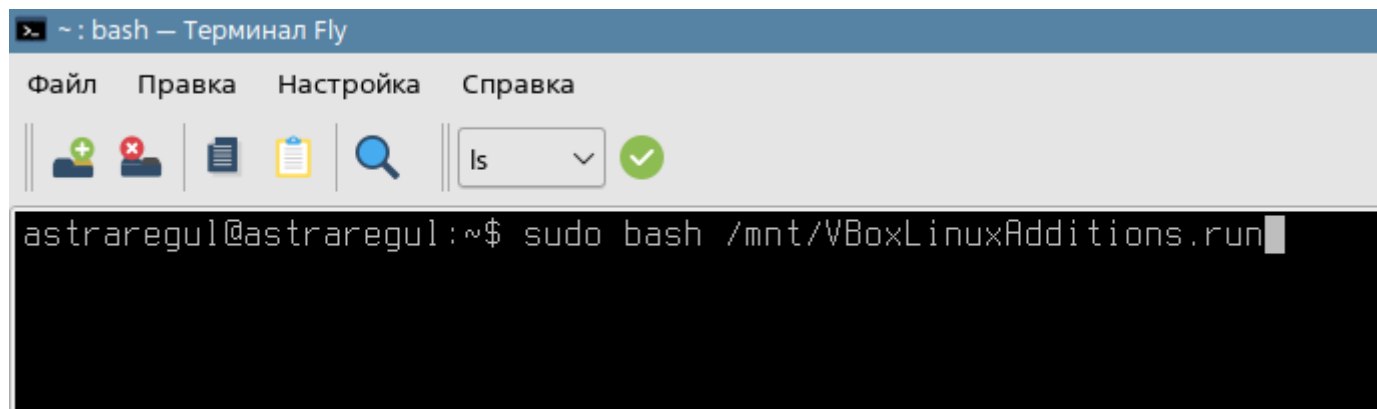 ~ : bash — Терминал Fly
Файл Правка Настройка Справка
ls
astraregul@astraregul:~$ sudo bash /mnt/VBoxLinuxAdditions.run